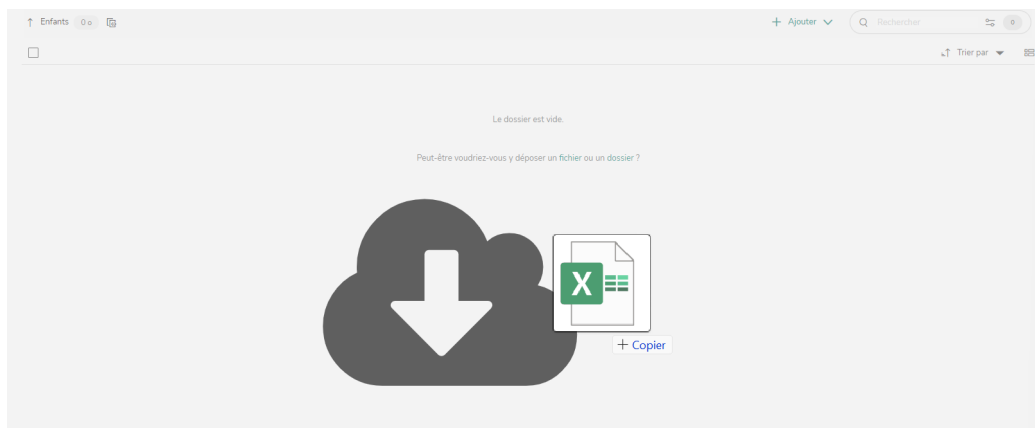 Enfants 0 o
+ Ajouter
Rechercher
0
Trier par
Le dossier est vide.
Peut-être voudriez-vous y déposer un fichier ou un dossier ?
X
+ Copier